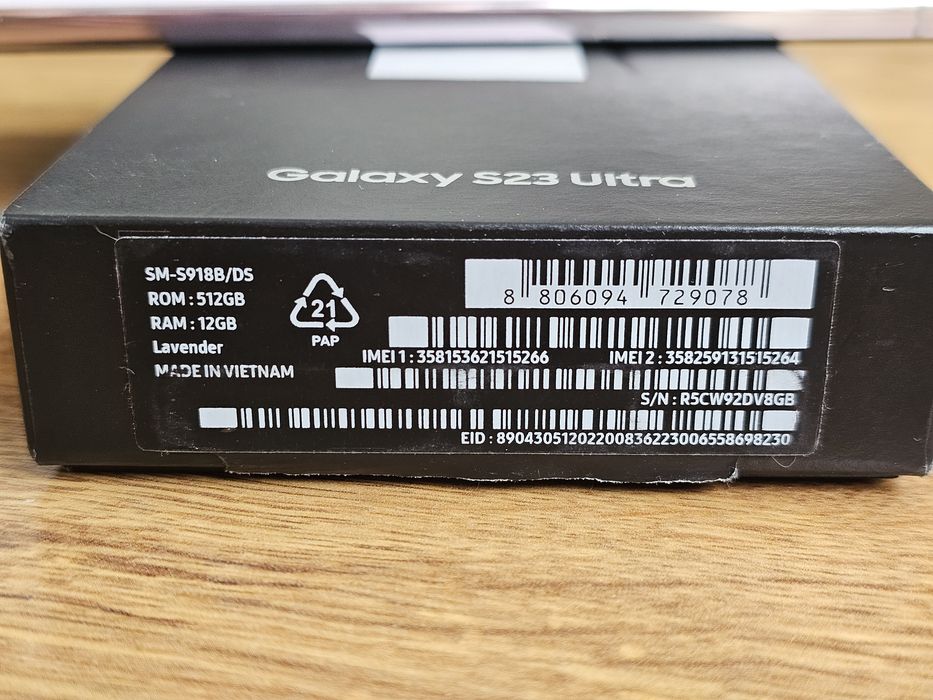 Galaxy S23 Ultra
SM-S918B/DS
ROM : 512GB
RAM : 12GB
Lavender
MADE IN VIETNAM
21
PAP
8 806094 729078
IMEI 1 : 358153621515266
IMEI 2 : 358259131515264
S/N : R5CW92DV8GB
EID : 89043051202200836223006558698230